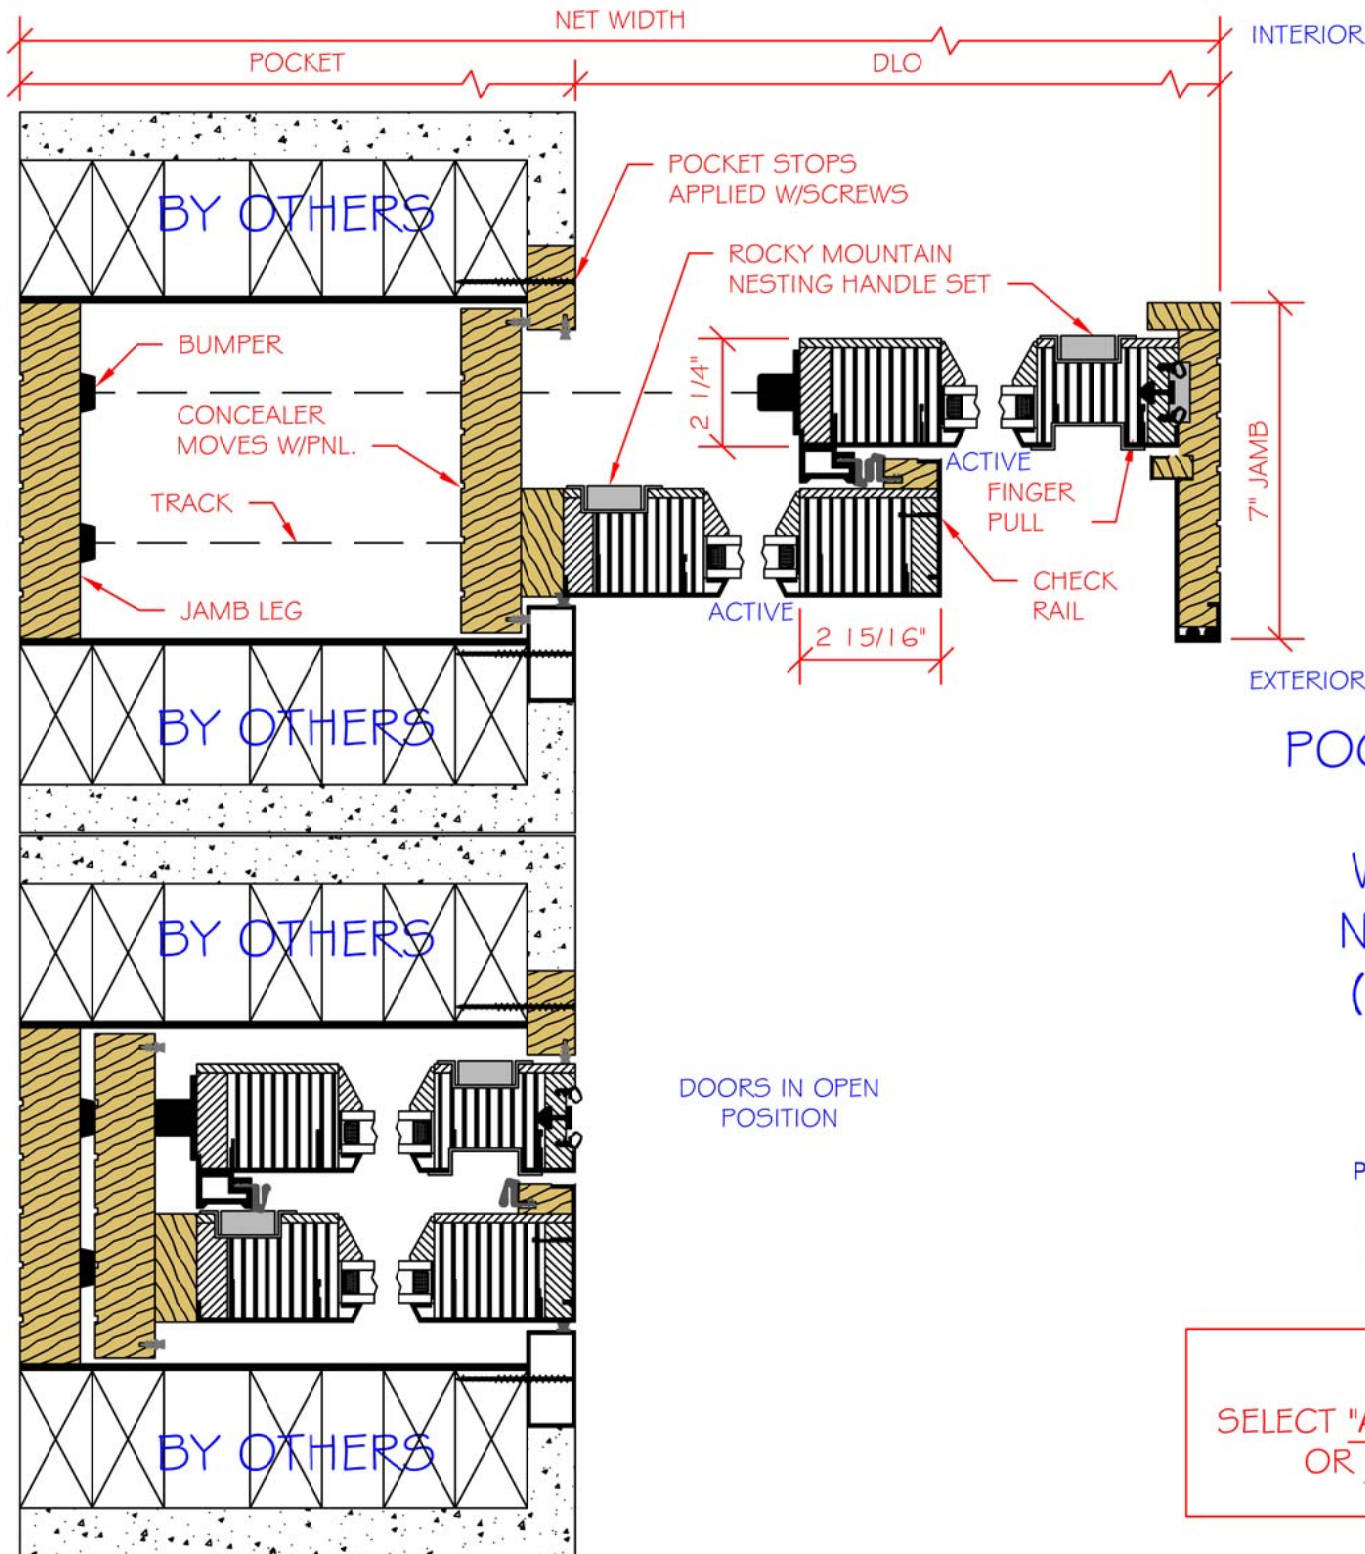 NET WIDTH
INTERIOR
POCKET
DLO
POCKET STOPS
APPLIED W/SCREWS
BY OTHERS
ROCKY MOUNTAIN
NESTING HANDLE SET
BUMPER
2 1/4"
CONCEALER
MOVES W/PNL.
ACTIVE
7" JAMB
TRACK
FINGER
PULL
CHECK
RAIL
JAMB LEG
ACTIVE
2 15/16"
EXTERIOR
BY OTHERS
BY OTHERS
DOORS IN OPEN
POSITION
SELECT
OR
BY OTHERS